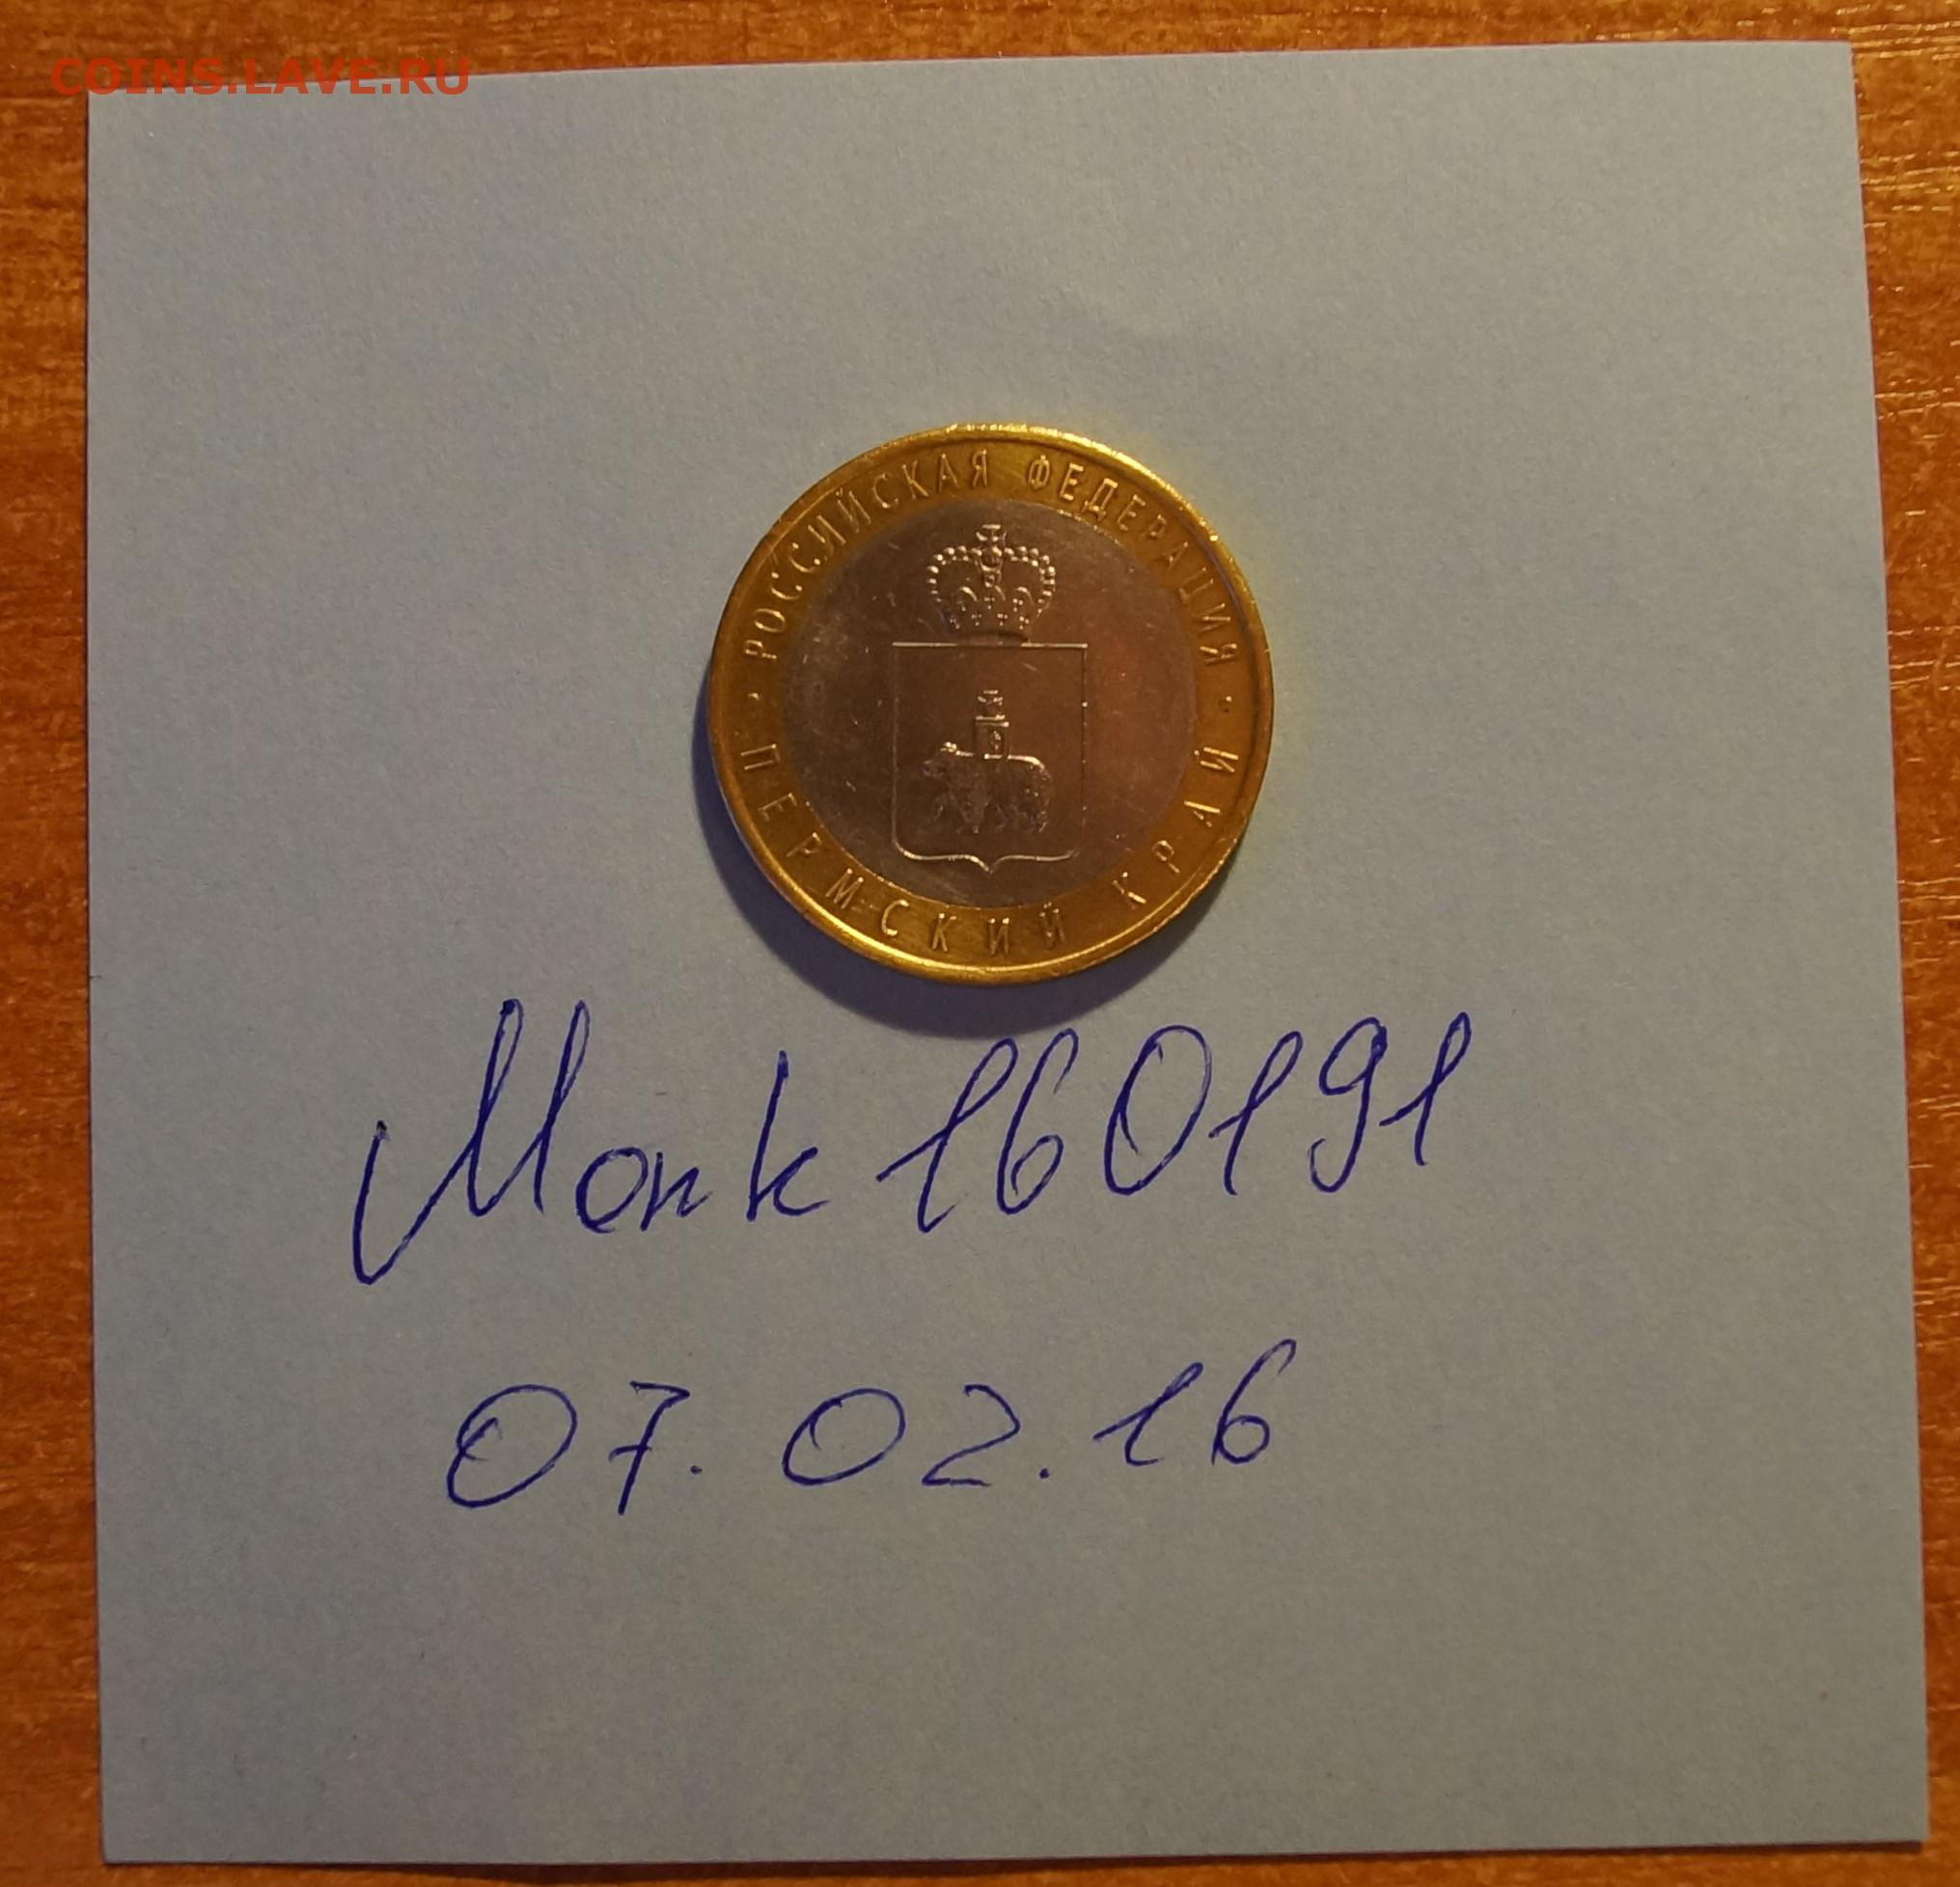 COINS.LAVE.RU
РОССИЙСКАЯ ФЕДЕРАЦИЯ
ПЕРМСКИЙ КРАЙ
Monk160191
07.02.16